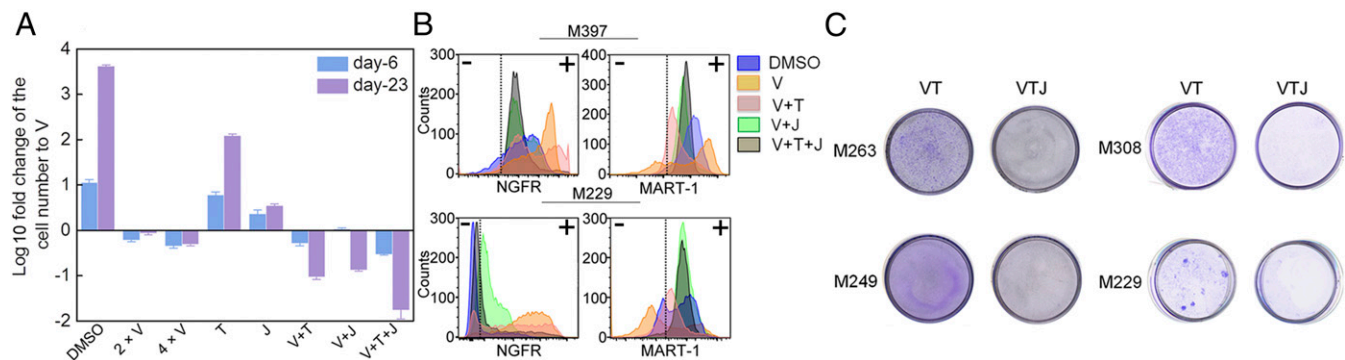 A
Log10 fold change of the
cell number to V
4
3
2
1
0
-1
-2
day-6
day-23
DMSO
2 × V
4 × V
T
J
V+T
V+J
V+T+J
B
M397
300
200
100
0
Counts
-
+
NGFR
400
300
200
100
0
-
+
MART-1
DMSO
V
V+T
V+J
V+T+J
M229
300
200
100
0
Counts
-
+
NGFR
300
200
100
0
-
+
MART-1
C
VT
VTJ
VT
VTJ
M263
M308
M249
M229